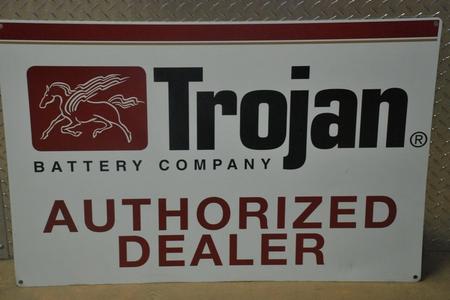 Trojan®
BATTERY COMPANY
AUTHORIZED
DEALER